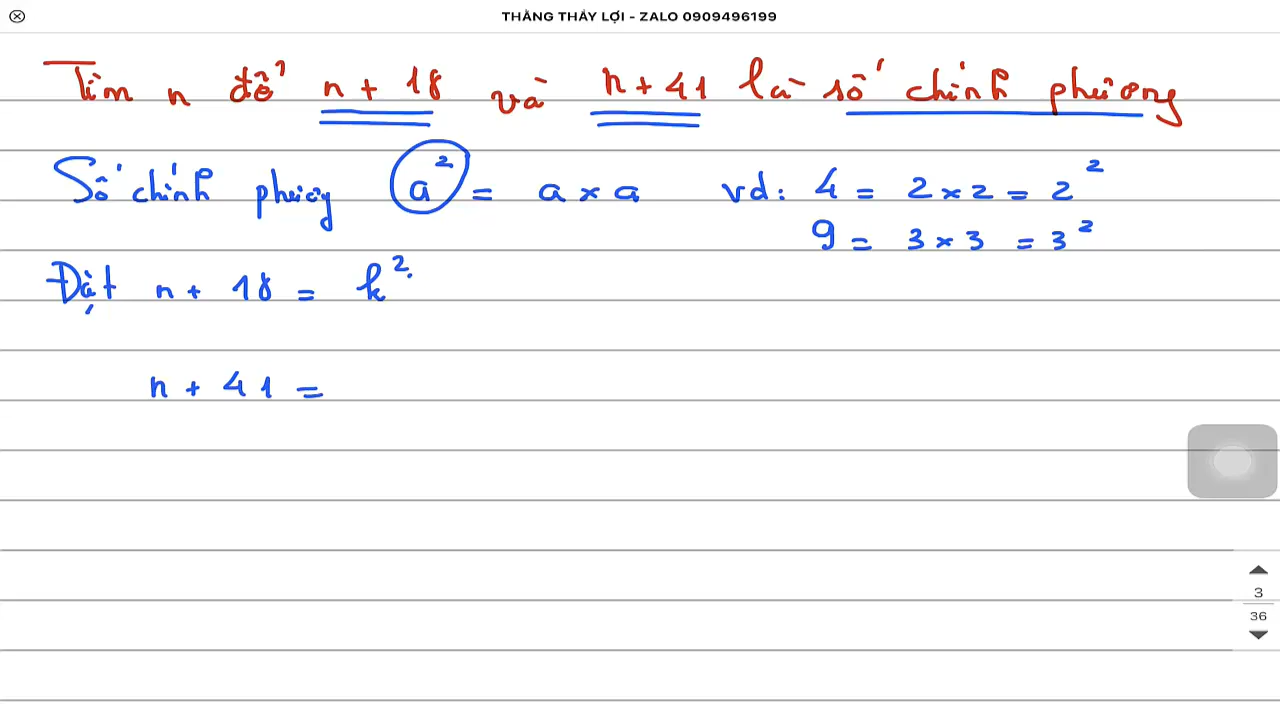 THẦNG THẦY LỢI - ZALO 0909496199
Tìm n để n + 18 và n + 41 là số chính phương
Số chính phương a² = a × a vd: 4 = 2 × 2 = 2²
9 = 3 × 3 = 3²
Đặt n + 18 = k²
n + 41 =
3
36